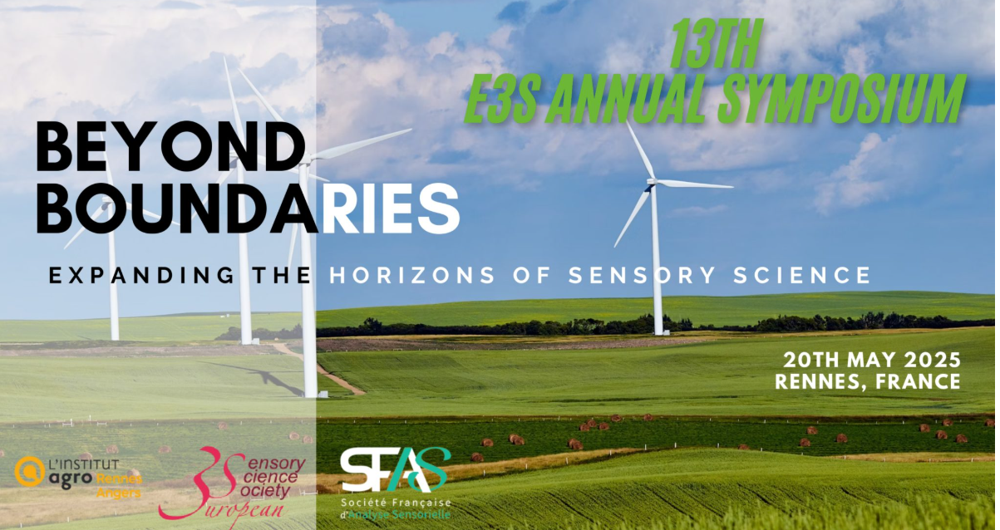 13TH
E3S ANNUAL SYMPOSIUM
BEYOND
BOUNDARIES
EXPANDING THE HORIZONS OF SENSORY SCIENCE
20TH MAY 2025
RENNES, FRANCE
L'INSTITUT
agro Rennes
Angers
3Sensory
Science
Society
European
SFAS
Société Française
d'Analyse Sensorielle